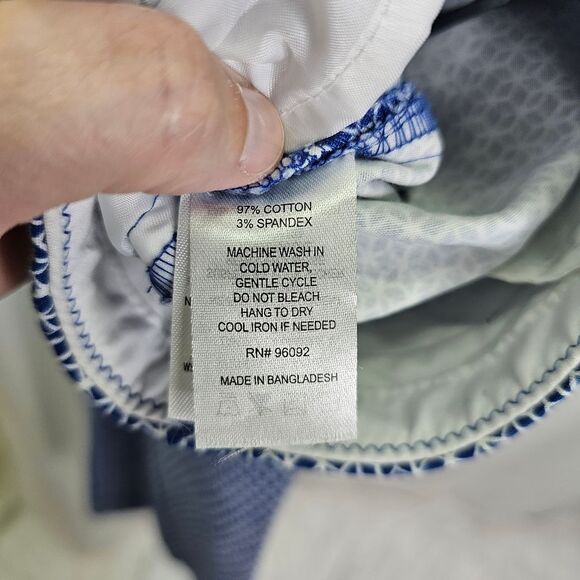 97% COTTON
3% SPANDEX
MACHINE WASH IN
COLD WATER,
GENTLE CYCLE
DO NOT BLEACH
HANG TO DRY
COOL IRON IF NEEDED
RN# 96092
MADE IN BANGLADESH